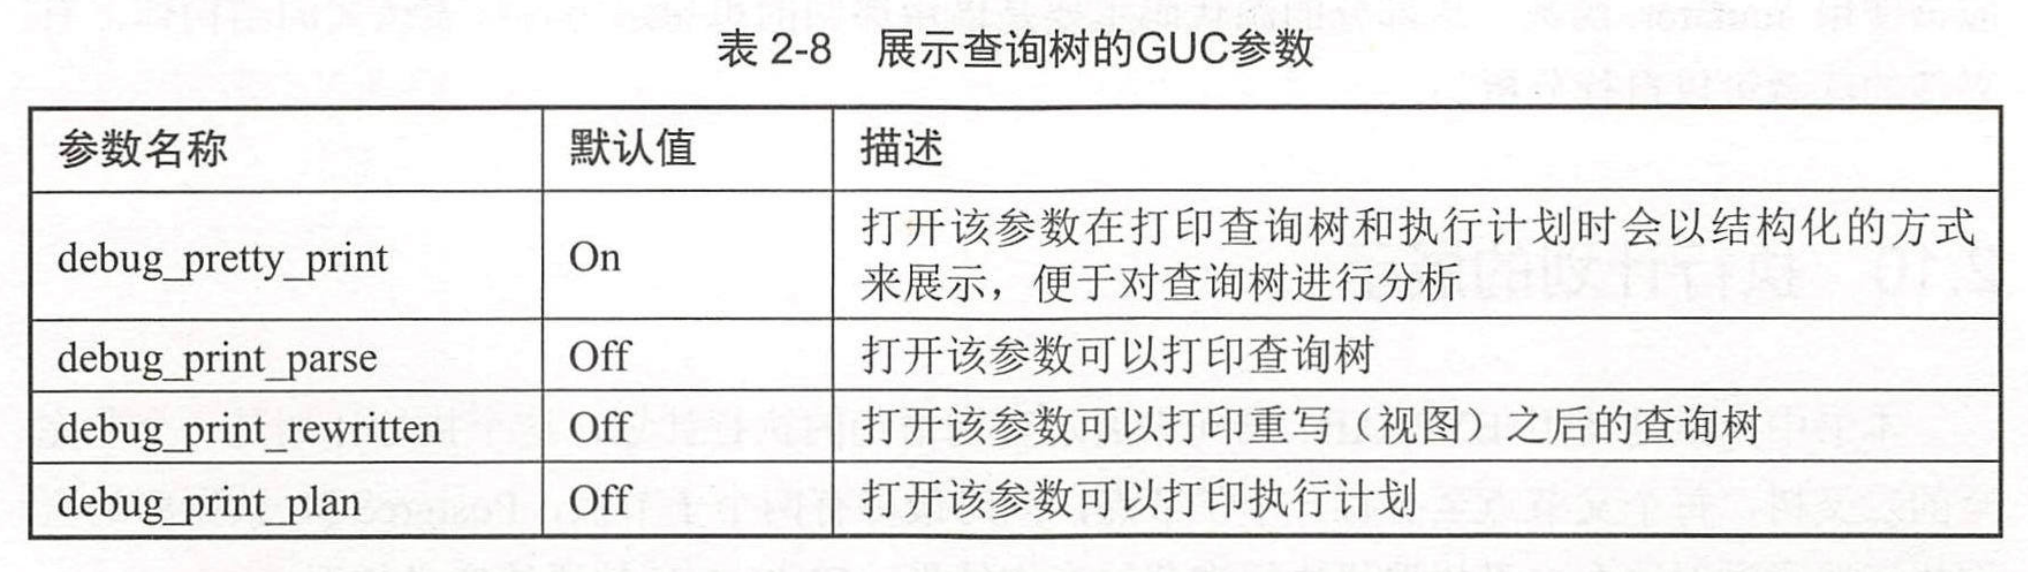 表 2-8 展示查询树的GUC参数
参数名称 默认值 描述
debug_pretty_print On 打开该参数在打印查询树和执行计划时会以结构化的方式
来展示，便于对查询树进行分析
debug_print_parse Off 打开该参数可以打印查询树
debug_print_rewritten Off 打开该参数可以打印重写（视图）之后的查询树
debug_print_plan Off 打开该参数可以打印执行计划